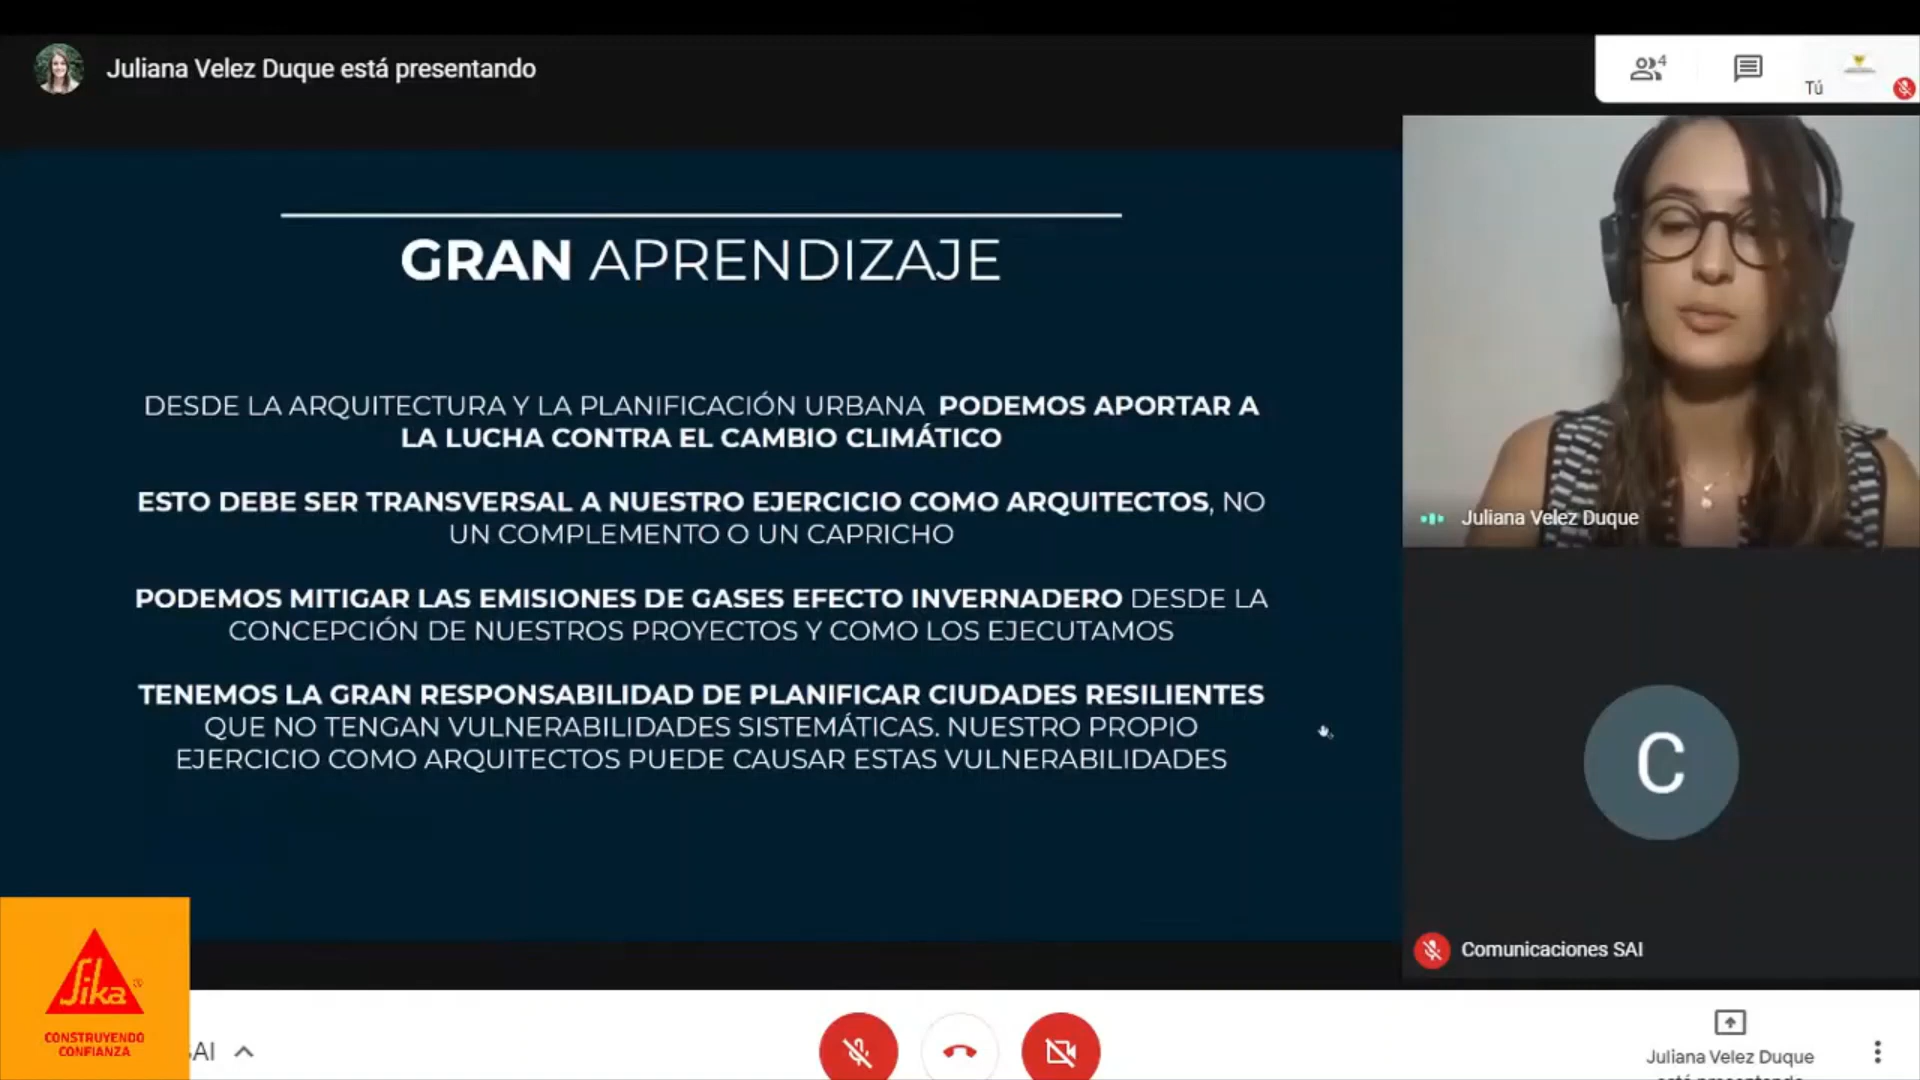 Juliana Velez Duque está presentando
4
Tú
GRAN APRENDIZAJE
DESDE LA ARQUITECTURA Y LA PLANIFICACIÓN URBANA PODEMOS APORTAR A
LA LUCHA CONTRA EL CAMBIO CLIMÁTICO
ESTO DEBE SER TRANSVERSAL A NUESTRO EJERCICIO COMO ARQUITECTOS, NO
UN COMPLEMENTO O UN CAPRICHO
PODEMOS MITIGAR LAS EMISIONES DE GASES EFECTO INVERNADERO DESDE LA
CONCEPCIÓN DE NUESTROS PROYECTOS Y COMO LOS EJECUTAMOS
TENEMOS LA GRAN RESPONSABILIDAD DE PLANIFICAR CIUDADES RESILIENTES
QUE NO TENGAN VULNERABILIDADES SISTEMÁTICAS. NUESTRO PROPIO
EJERCICIO COMO ARQUITECTOS PUEDE CAUSAR ESTAS VULNERABILIDADES
Juliana Velez Duque
C
Comunicaciones SAI
Sika®
CONSTRUYENDO
CONFIANZA
SAI
Juliana Velez Duque
está presentando